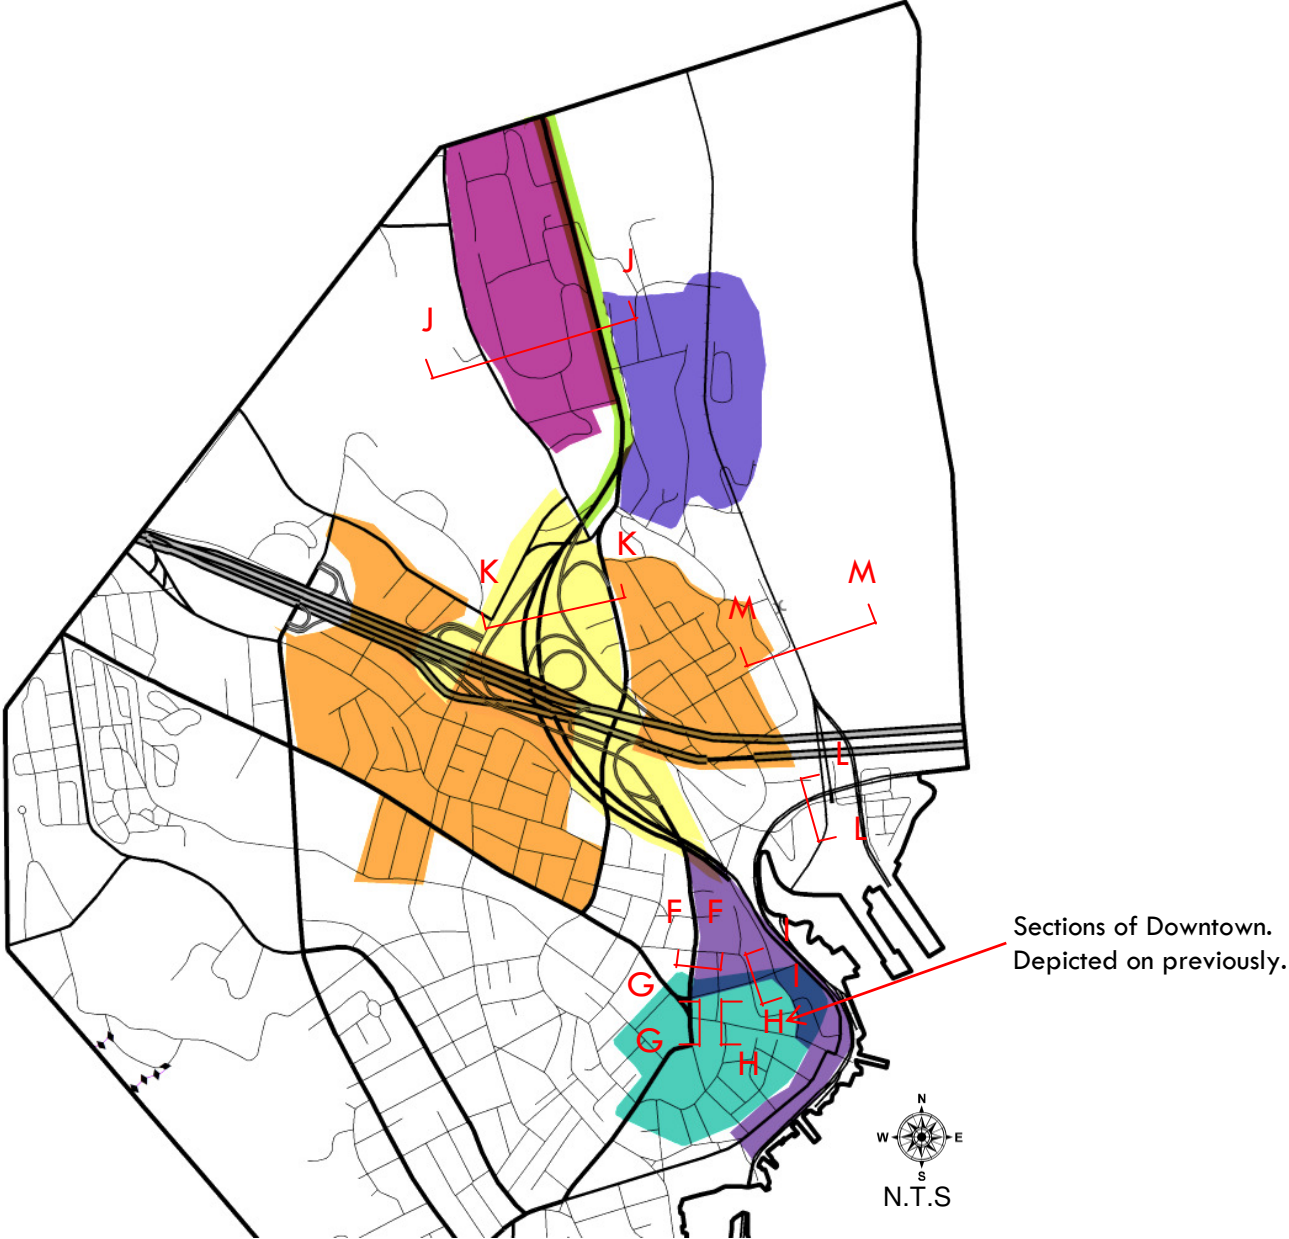 J
J
K
K
M
M
L
L
F F
I
Sections of Downtown.
Depicted on previously.
G
I
H
G
H
N
W E
S
N.T.S